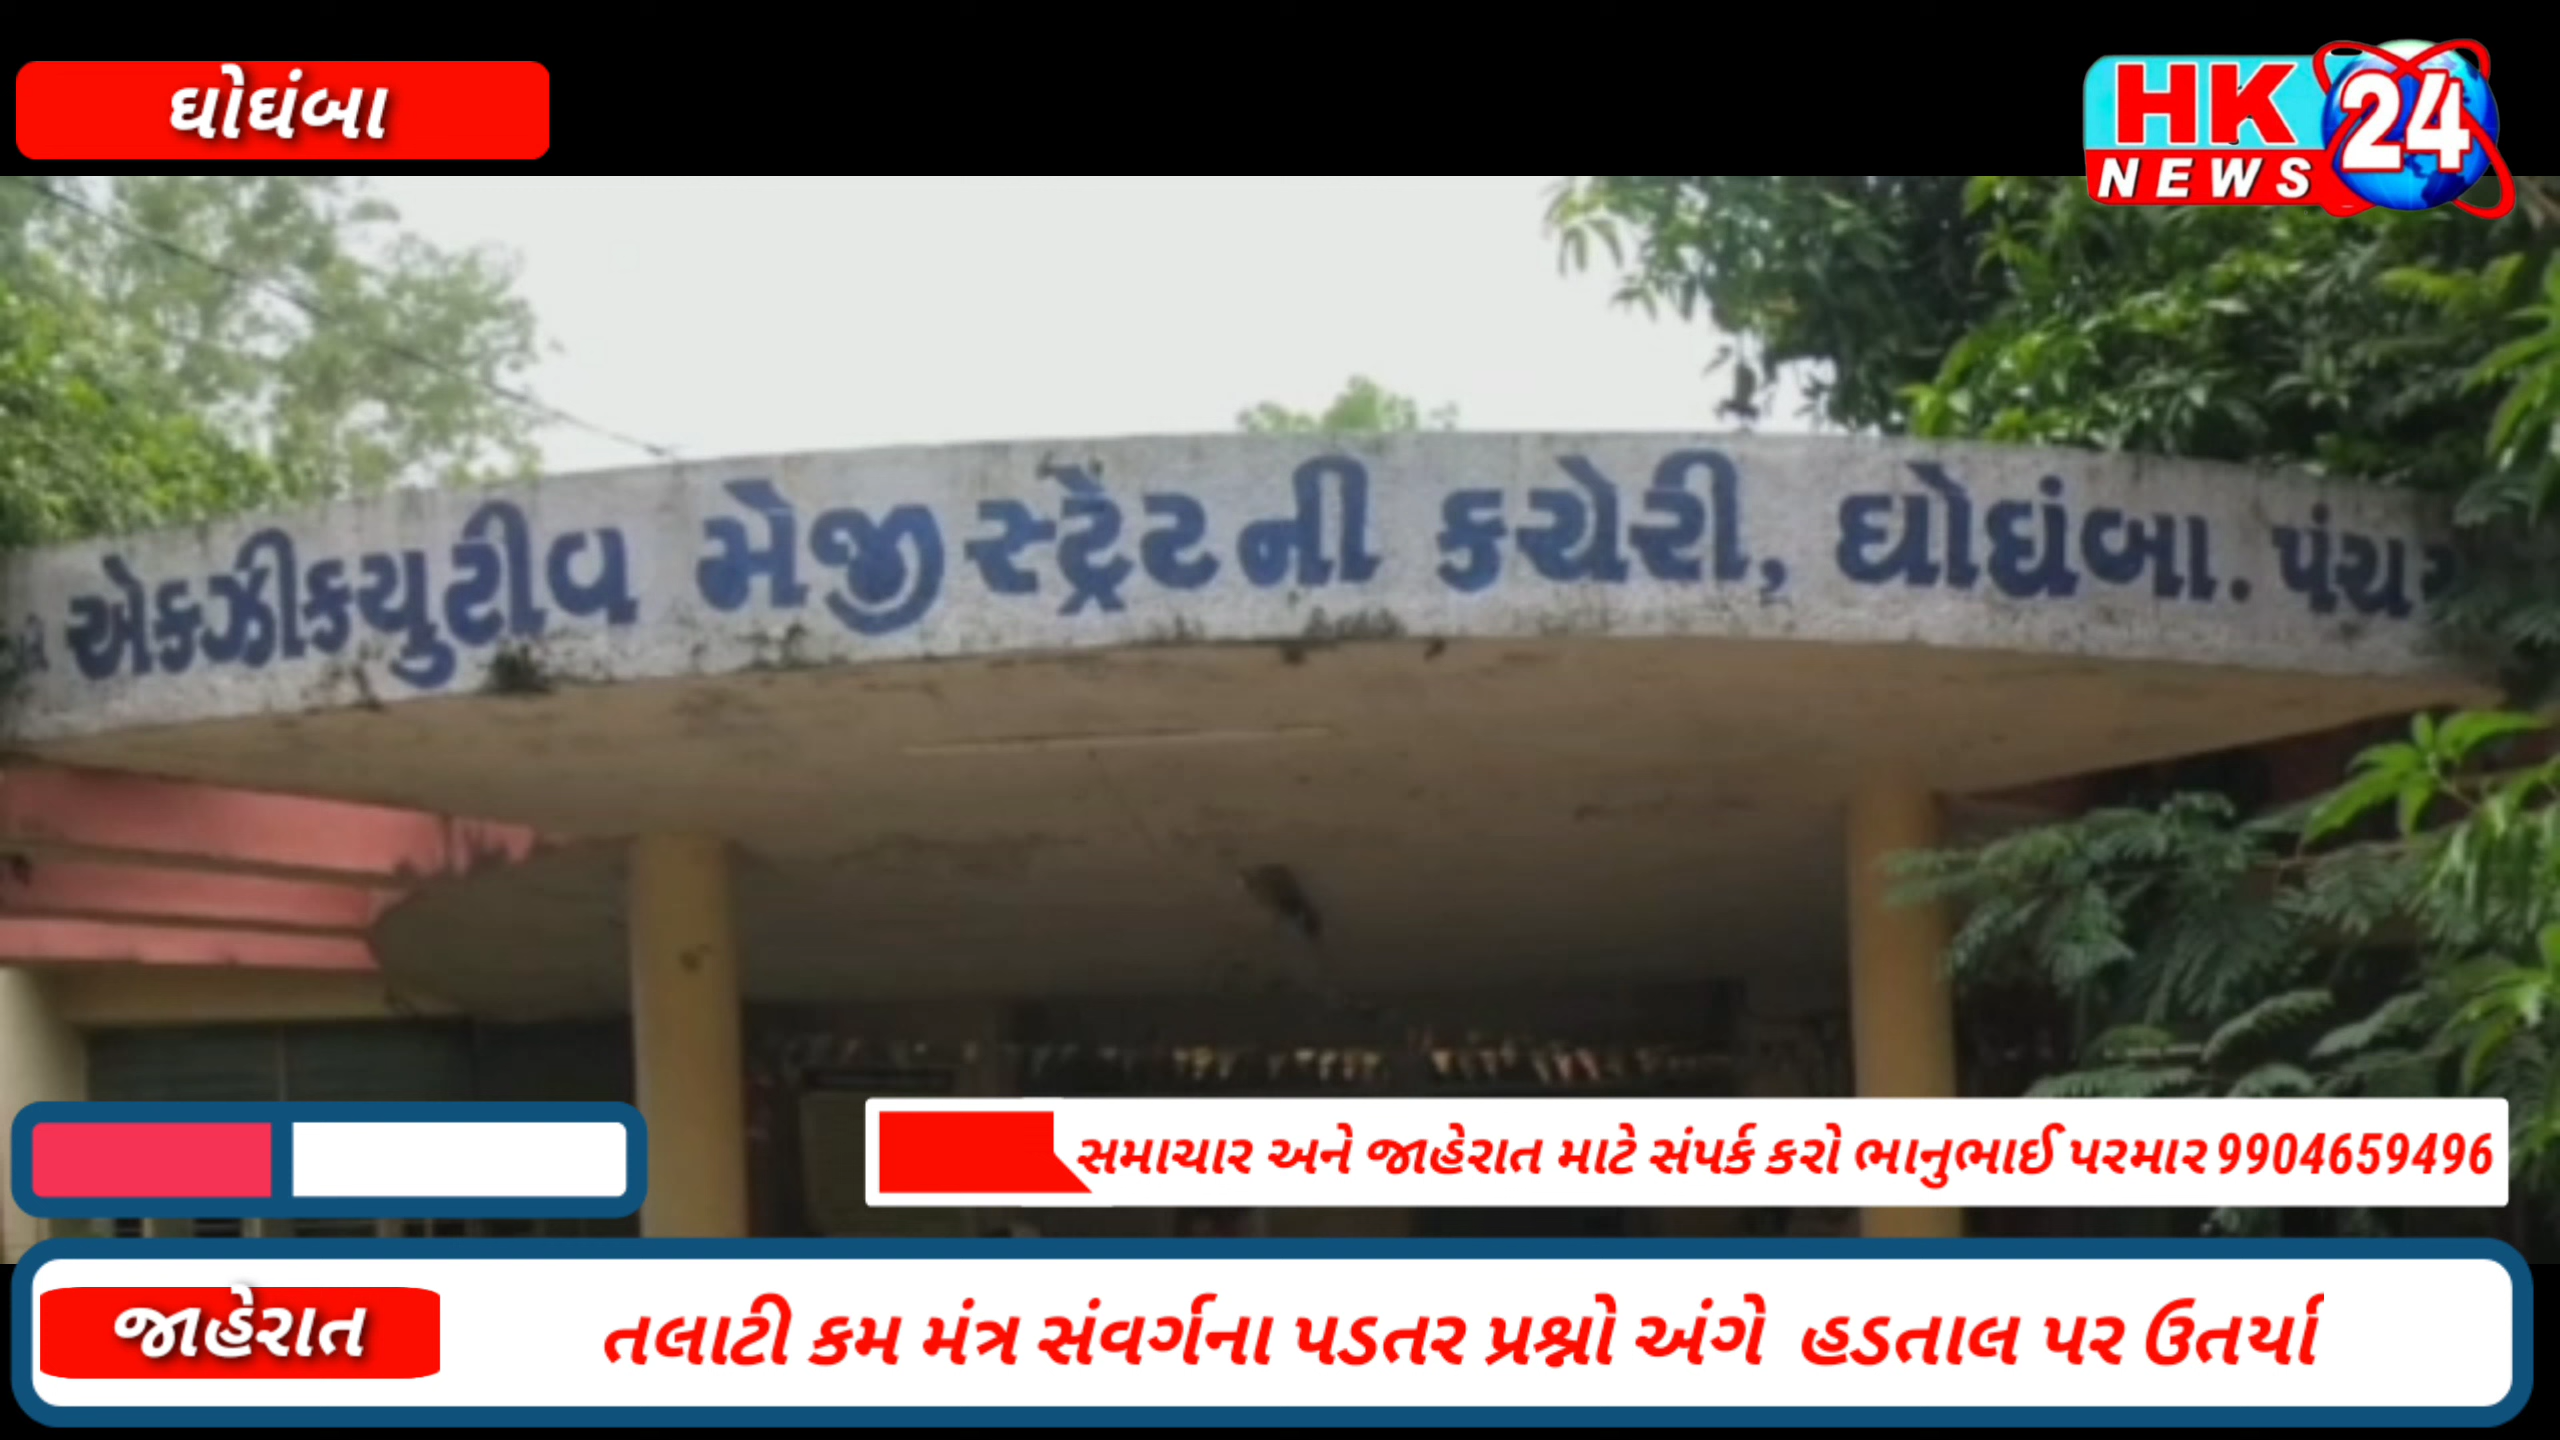 ઘોઘંબા
HK 24
NEWS
એક્ઝીક્યુટીવ મેજીસ્ટ્રેટની કચેરી, ઘોઘંબા.
સમાચાર અને જાહેરાત માટે સંપર્ક કરો ભાનુભાઈ પરમાર 9904659496
જાહેરાત
તલાટી કમ મંત્ર સંવર્ગના પડતર પ્રશ્નો અંગે હડતાલ પર ઉતર્યા